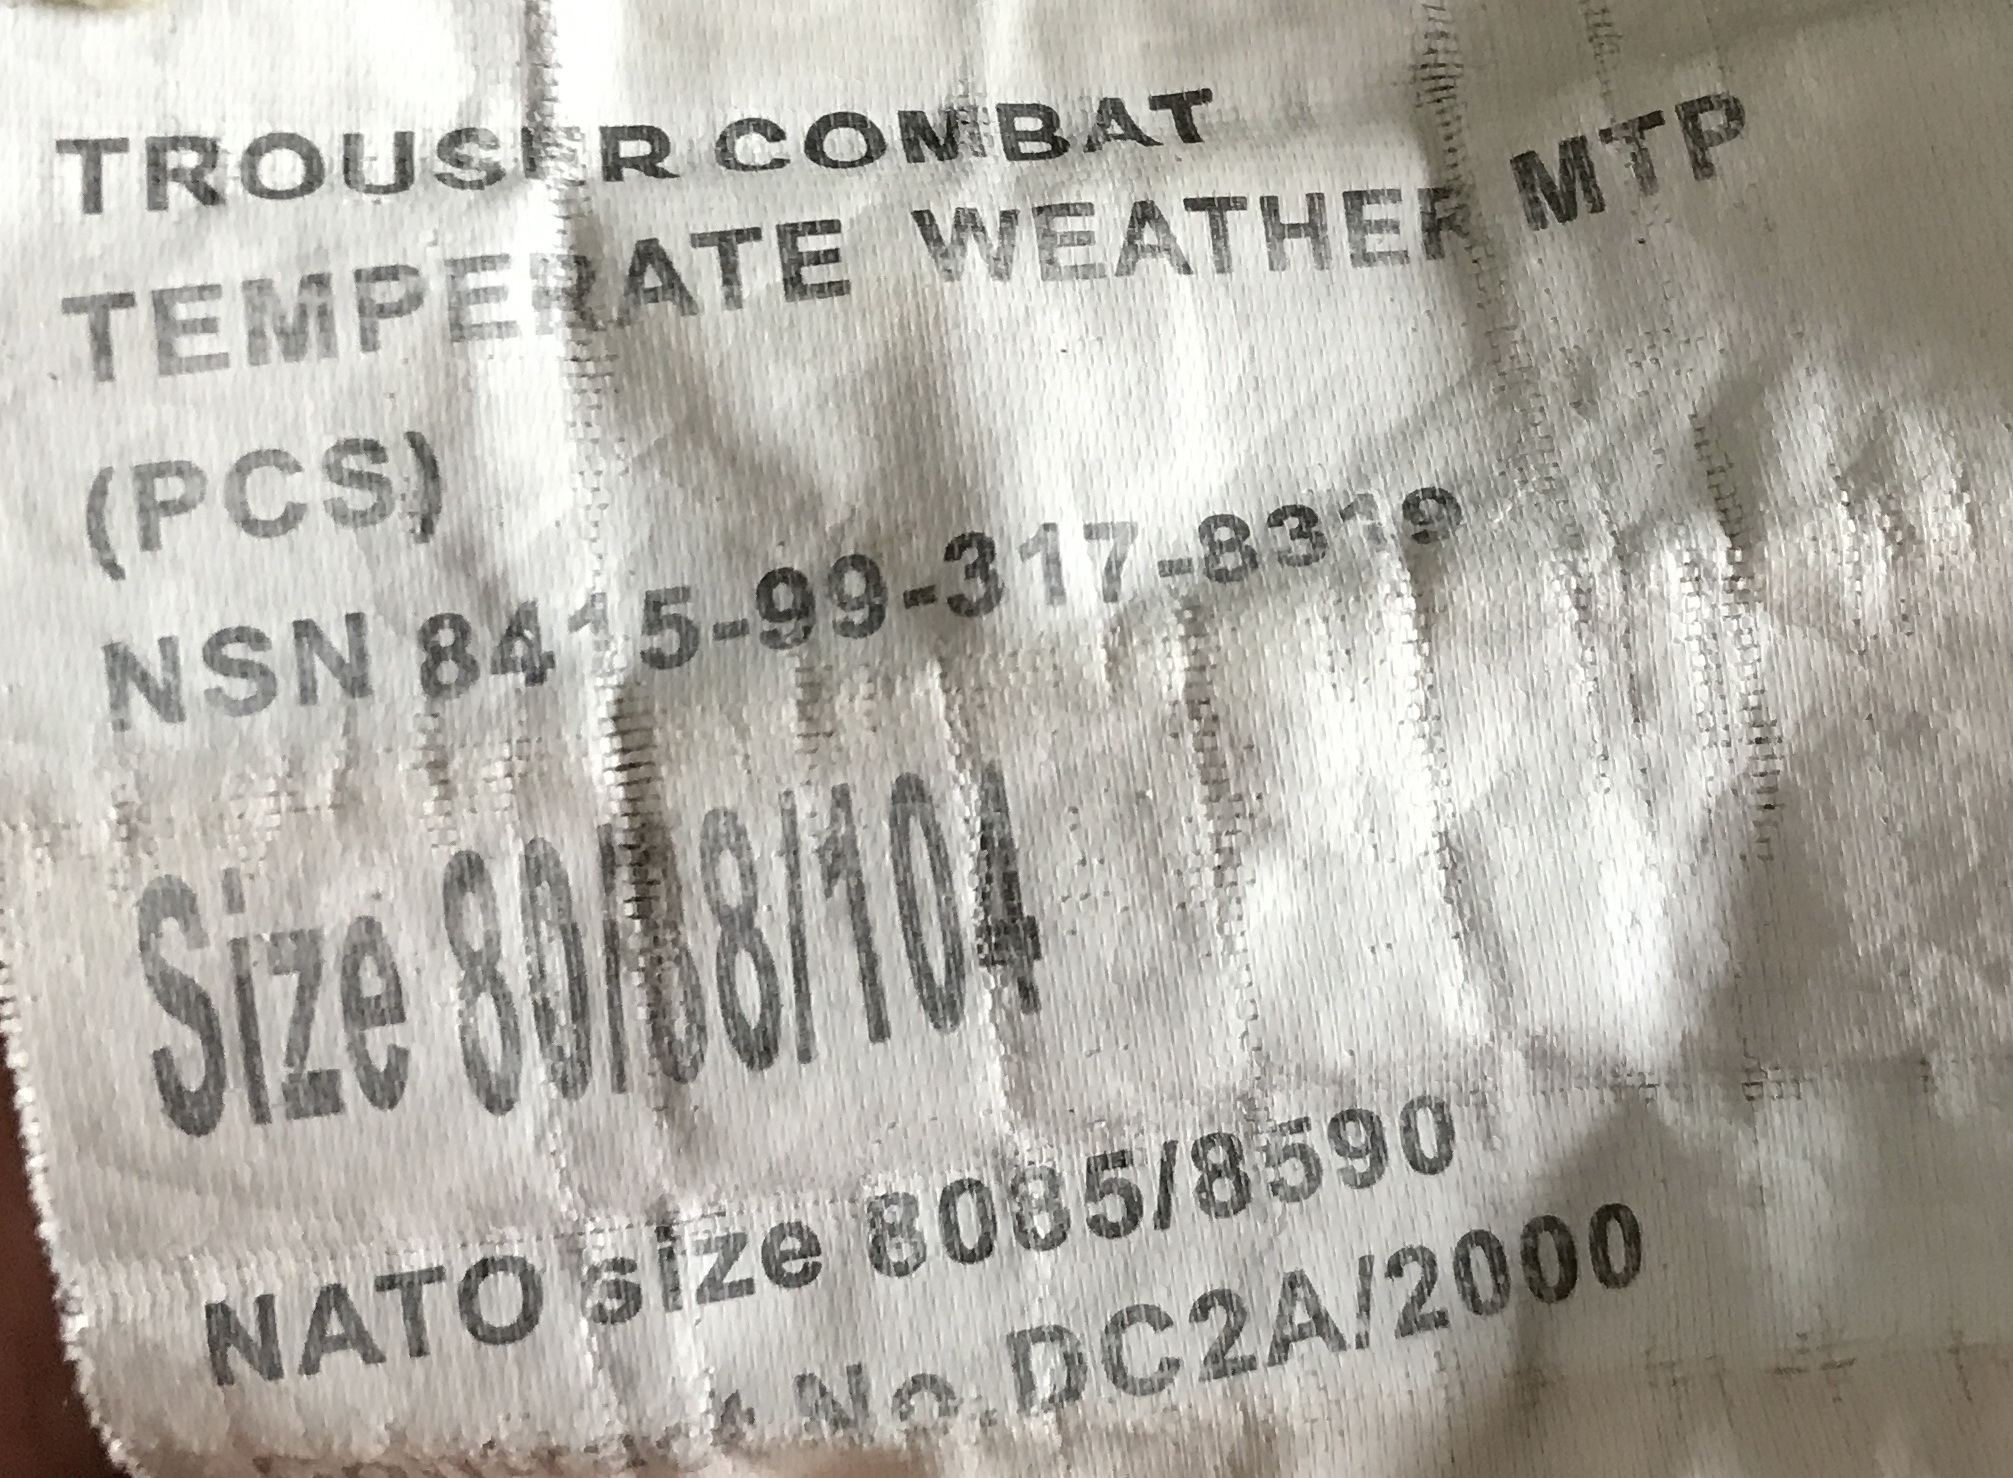 TROUSER COMBAT
TEMPERATE WEATHER MTP
(PCS)
NSN 8415-99-317-8319
Size 80/88/104
NATO size 8085/8590
No.DC2A/2000